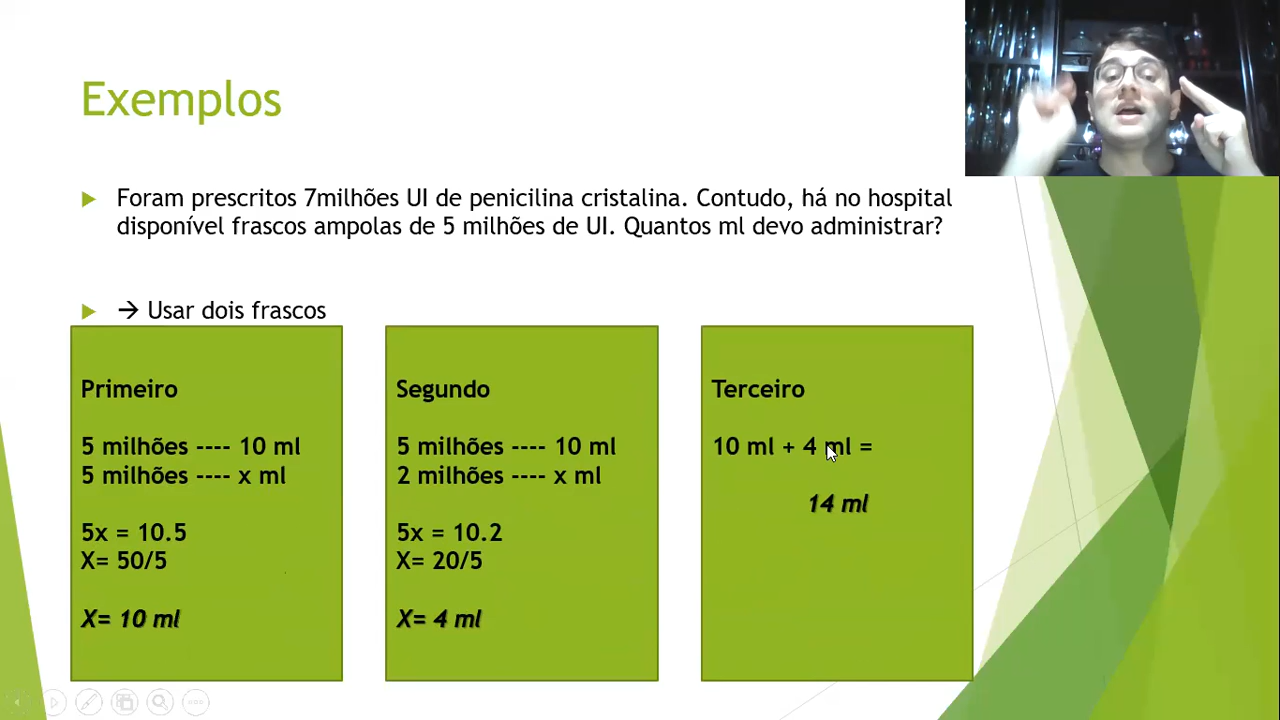 Exemplos
Foram prescritos 7milhões UI de penicilina cristalina. Contudo, há no hospital
disponível frascos ampolas de 5 milhões de UI. Quantos ml devo administrar?
→ Usar dois frascos
Primeiro
5 milhões ---- 10 ml
5 milhões ---- x ml
5x = 10.5
X= 50/5
X= 10 ml
Segundo
5 milhões ---- 10 ml
2 milhões ---- x ml
5x = 10.2
X= 20/5
X= 4 ml
Terceiro
10 ml + 4 ml =
14 ml